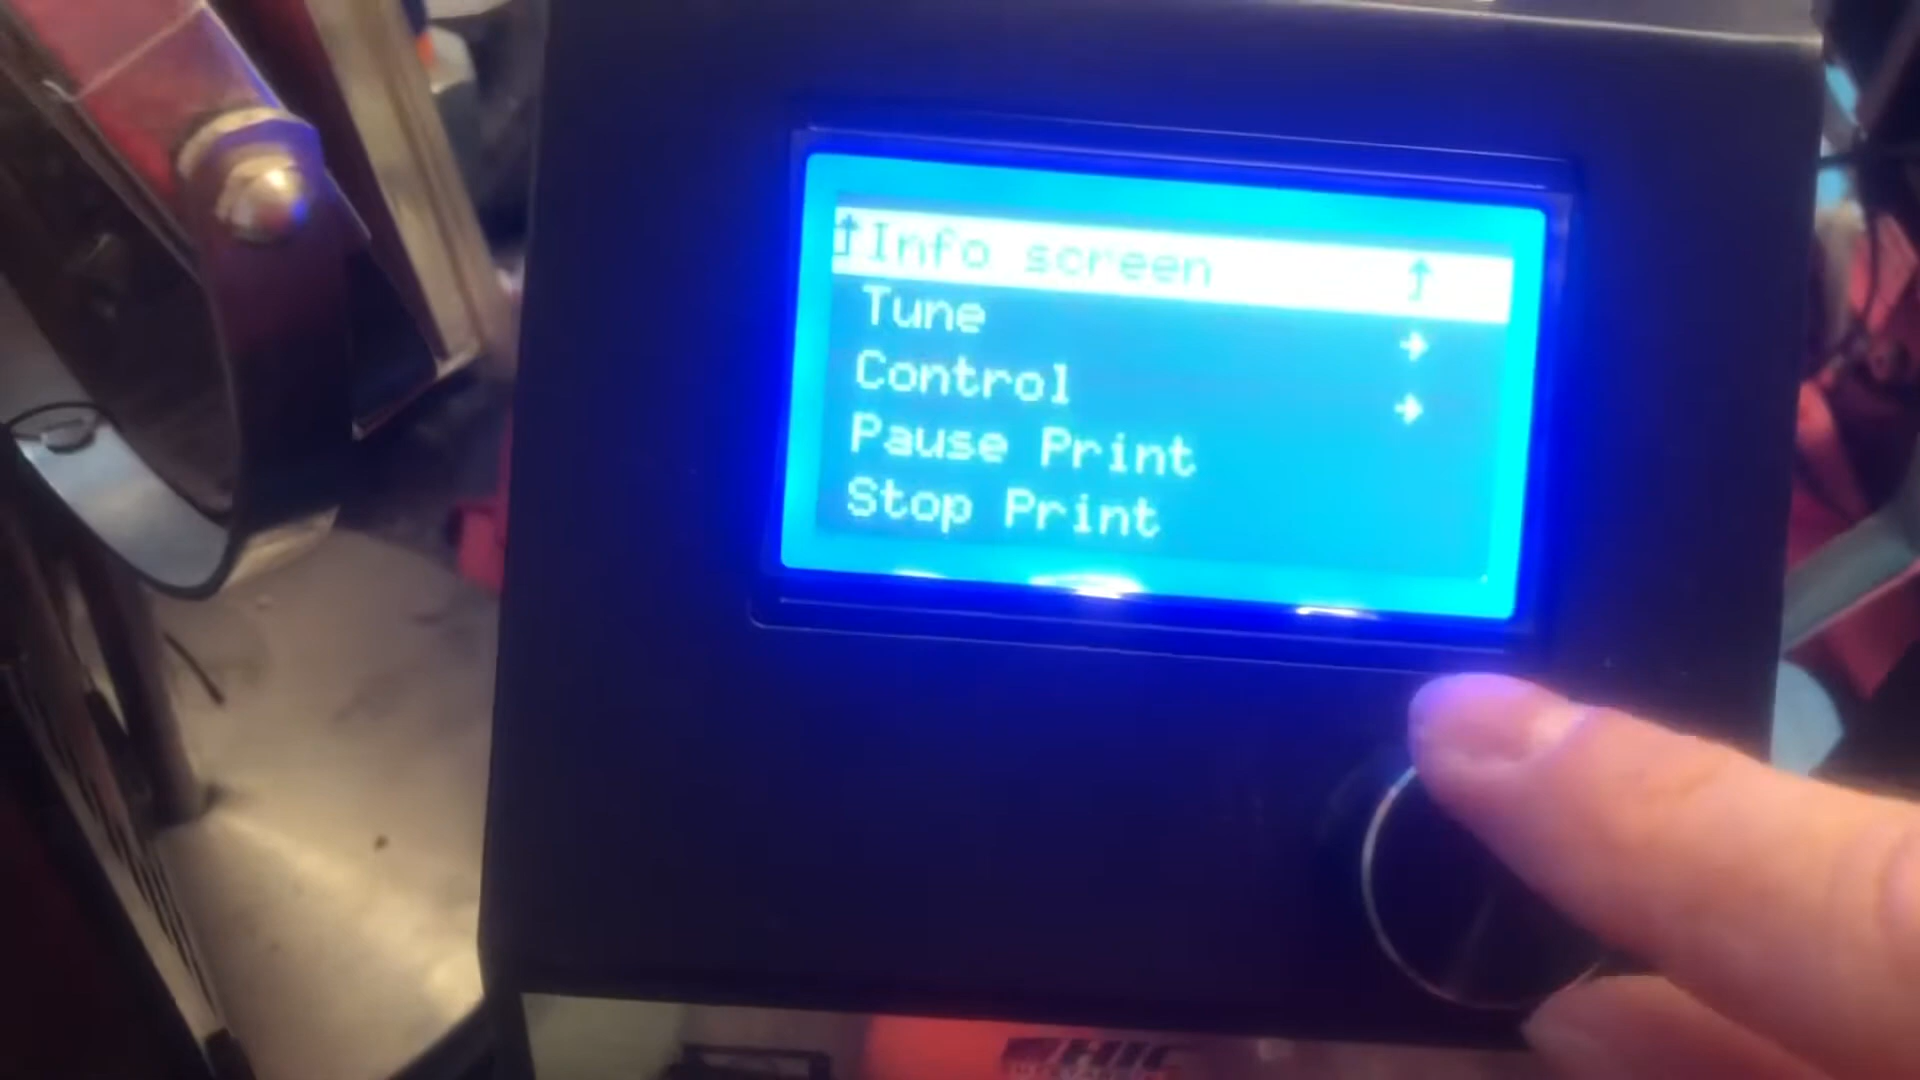 ↑Info screen ↑
Tune →
Control →
Pause Print
Stop Print